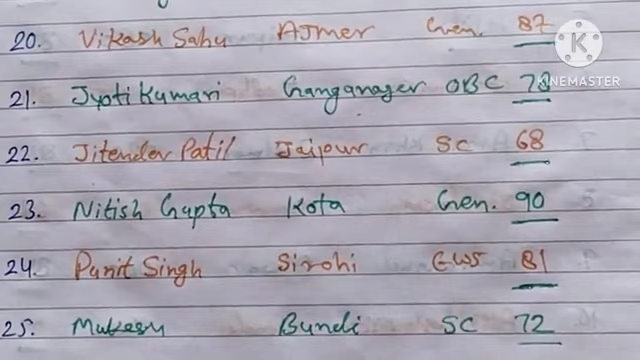 20. Vikash Sahu Ajmer Gen. 87
21. Jyoti Kumari Ganganager OBC 78
22. Jitender Patil Jaipur SC 68
23. Nitish Gupta Kota Gen. 90
24. Punit Singh Sirohi EWS 81
25. Mukesh Bundi SC 72
KINEMASTER